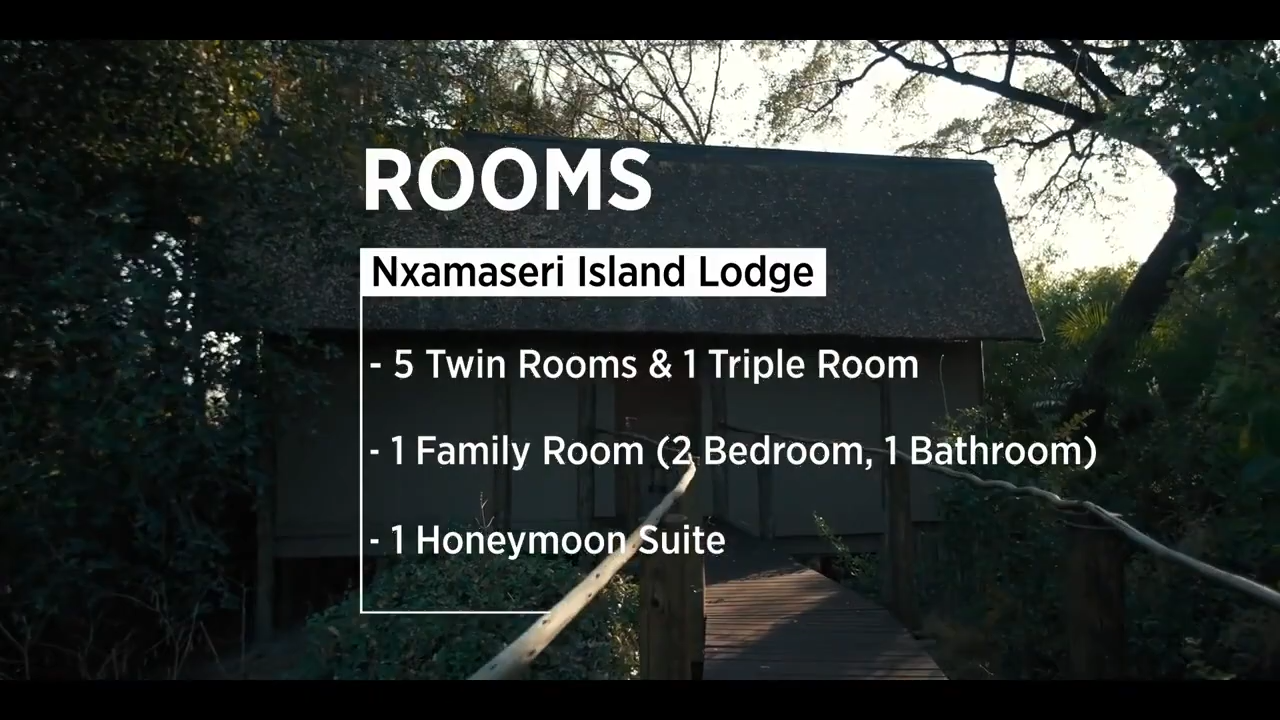 ROOMS
Nxamaseri Island Lodge
- 5 Twin Rooms & 1 Triple Room
- 1 Family Room (2 Bedroom, 1 Bathroom)
- 1 Honeymoon Suite